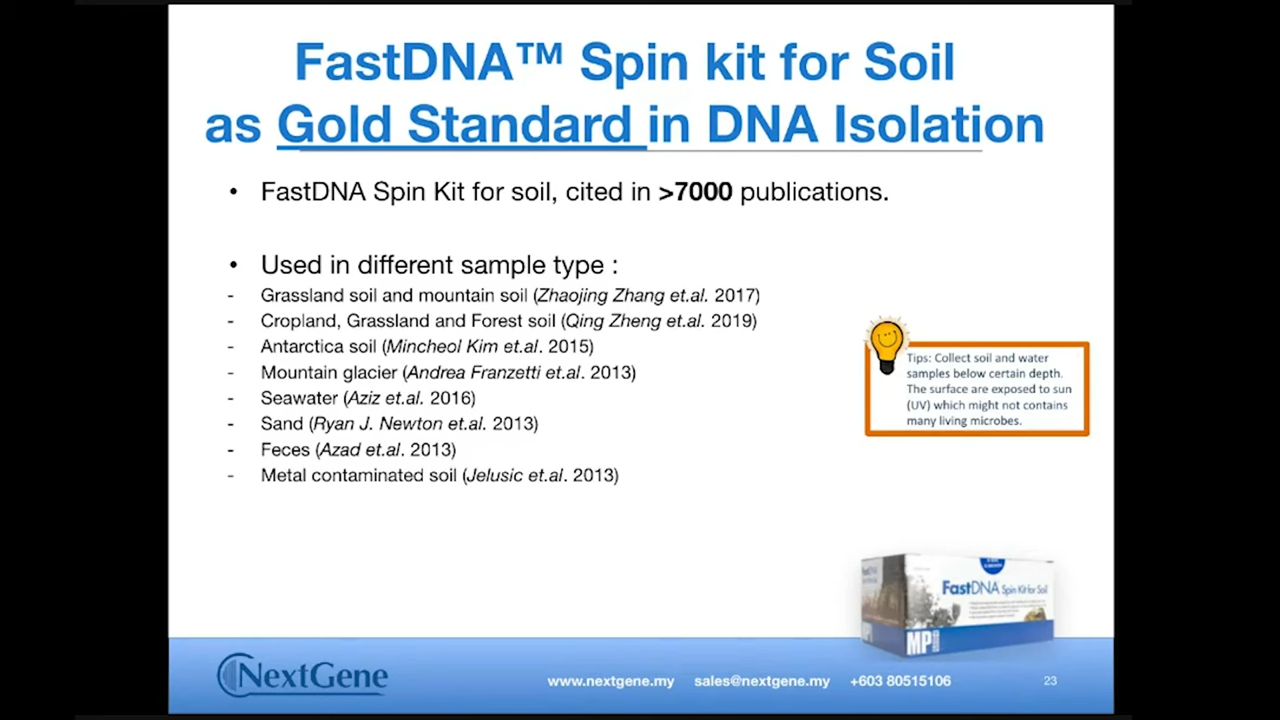 FastDNA™ Spin kit for Soil
as Gold Standard in DNA Isolation
• FastDNA Spin Kit for soil, cited in >7000 publications.
• Used in different sample type :
- Grassland soil and mountain soil (Zhaojing Zhang et.al. 2017)
- Cropland, Grassland and Forest soil (Qing Zheng et.al. 2019)
- Antarctica soil (Mincheol Kim et.al. 2015)
- Mountain glacier (Andrea Franzetti et.al. 2013)
- Seawater (Aziz et.al. 2016)
- Sand (Ryan J. Newton et.al. 2013)
- Feces (Azad et.al. 2013)
- Metal contaminated soil (Jelusic et.al. 2013)
Tips: Collect soil and water
samples below certain depth.
The surface are exposed to sun
(UV) which might not contains
many living microbes.
FastDNA Spin Kit for Soil
MP
NextGene
www.nextgene.my sales@nextgene.my +603 80515106
23